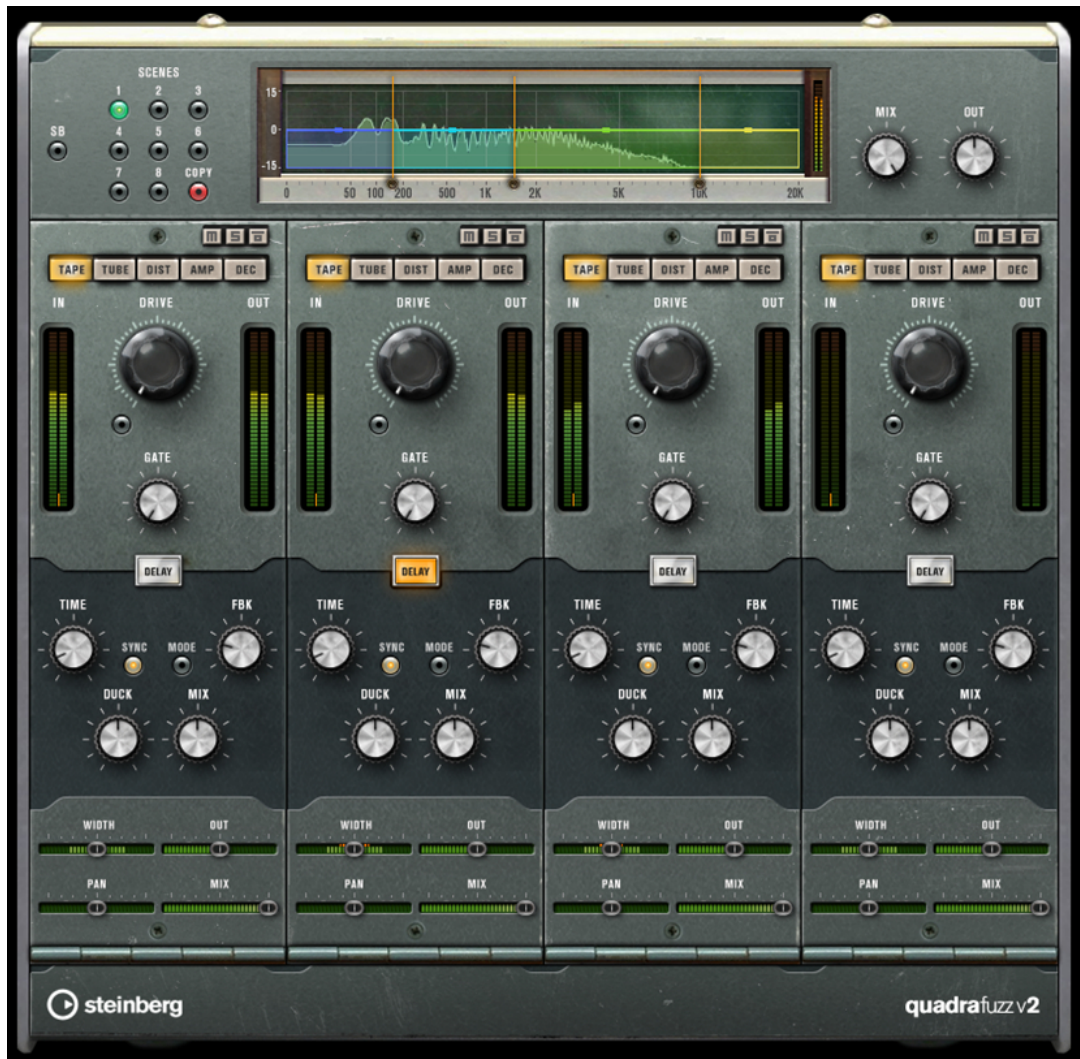 SCENES
1 2 3
SB 4 5 6
7 8 COPY
15
0
-15
0 50 100 200 500 1K 2K 5K 10K 20K
MIX OUT
M S
M S
M S
M S
TAPE TUBE DIST AMP DEC
TAPE TUBE DIST AMP DEC
TAPE TUBE DIST AMP DEC
TAPE TUBE DIST AMP DEC
IN DRIVE OUT
IN DRIVE OUT
IN DRIVE OUT
IN DRIVE OUT
GATE
GATE
GATE
GATE
DELAY
DELAY
DELAY
DELAY
TIME FBK
TIME FBK
TIME FBK
TIME FBK
SYNC MODE
SYNC MODE
SYNC MODE
SYNC MODE
DUCK MIX
DUCK MIX
DUCK MIX
DUCK MIX
WIDTH OUT
WIDTH OUT
WIDTH OUT
WIDTH OUT
PAN MIX
PAN MIX
PAN MIX
PAN MIX
steinberg
quadrafuzz v2